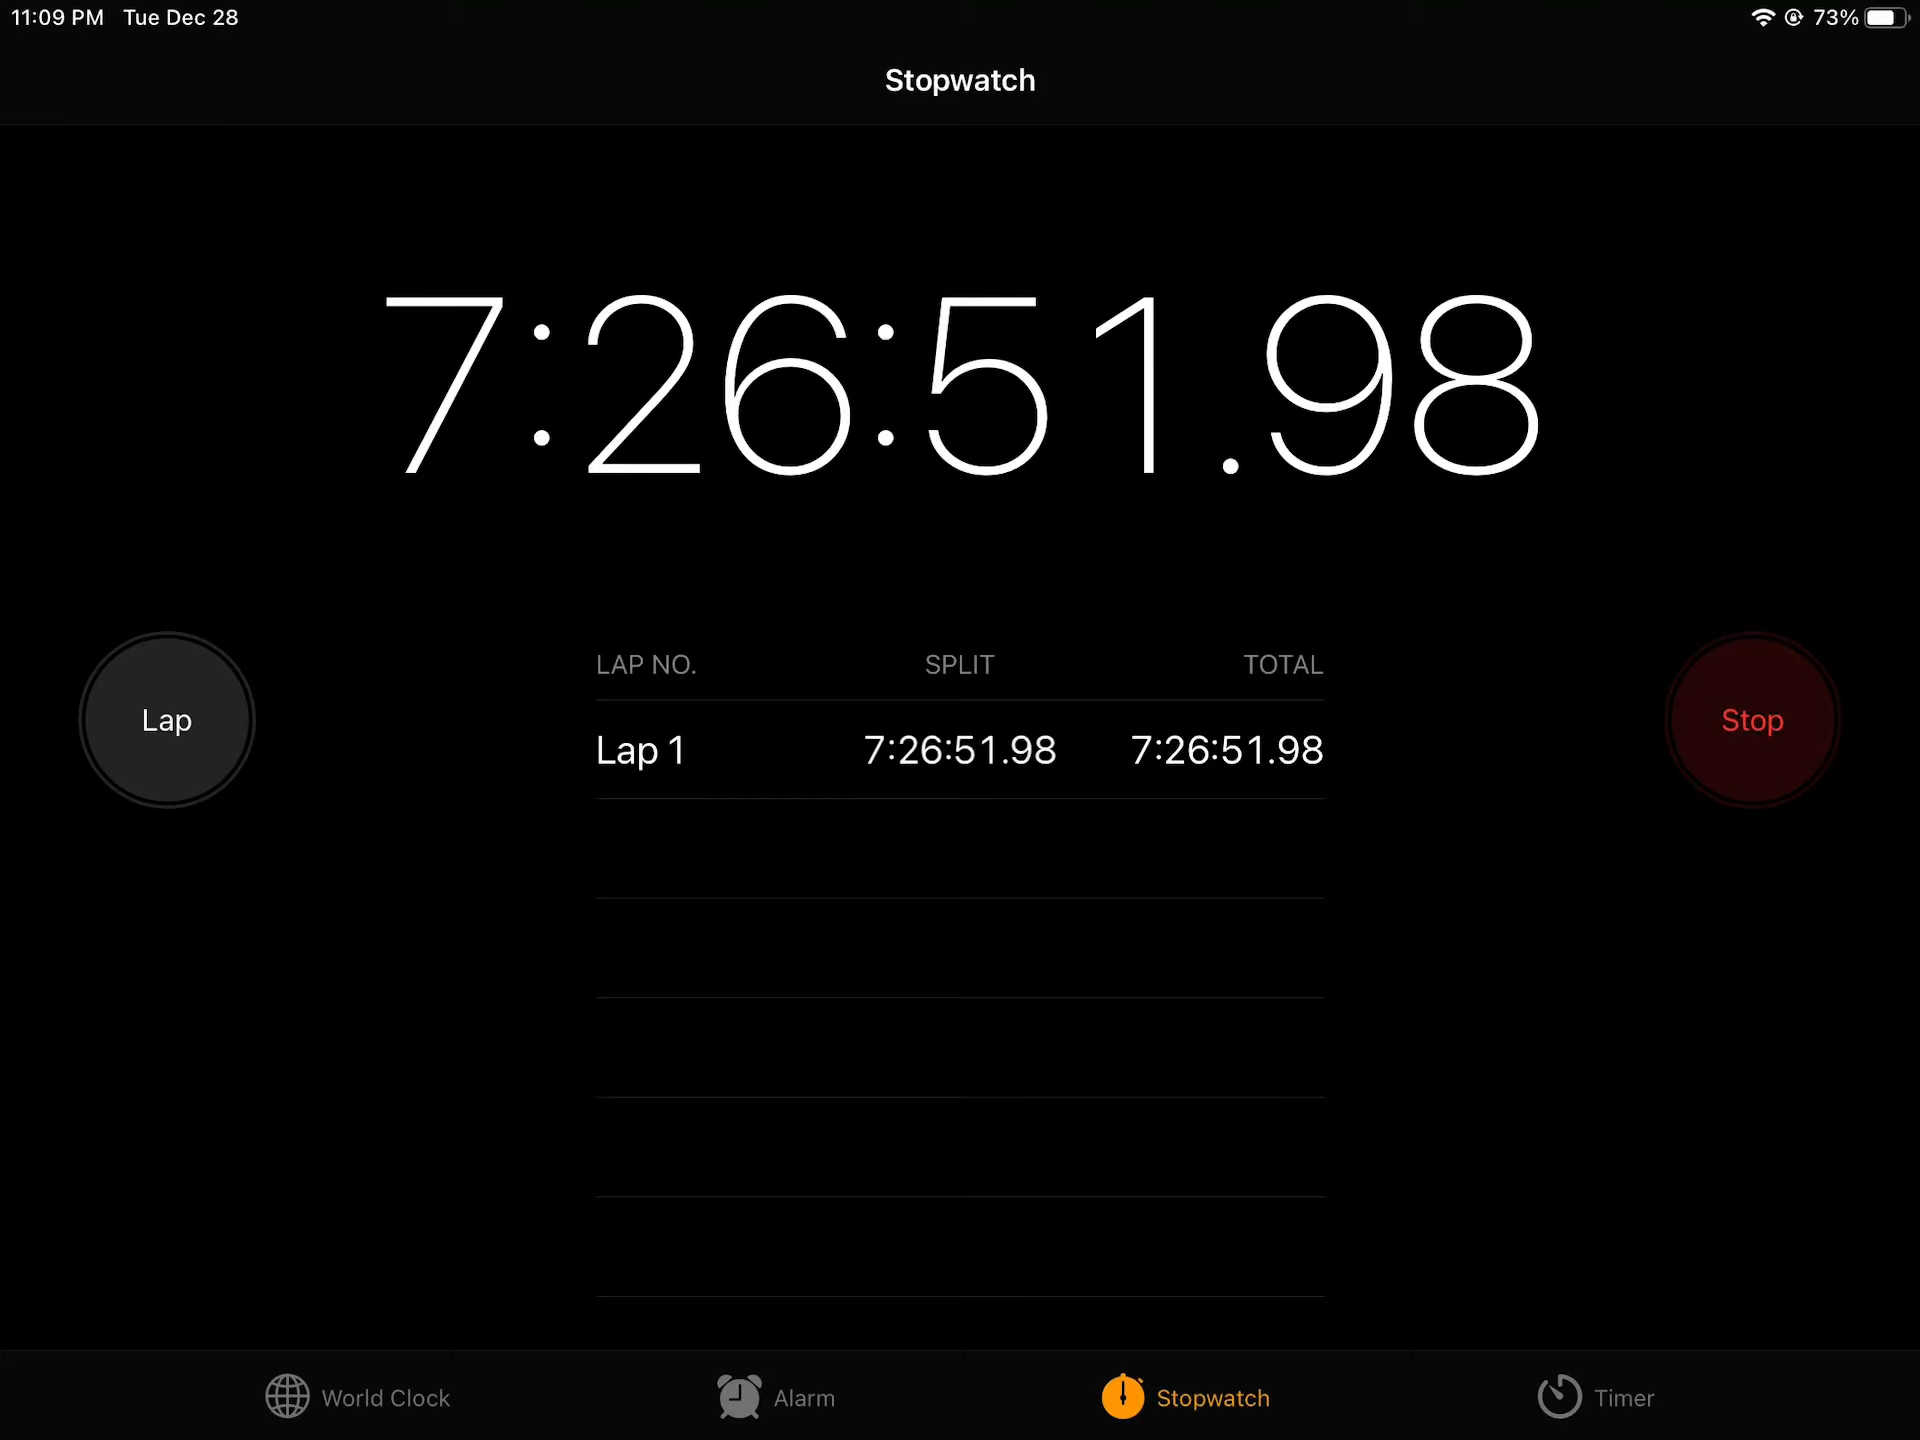 11:09 PM Tue Dec 28 73%
Stopwatch
7:26:51.98
Lap
Stop
LAP NO. SPLIT TOTAL
Lap 1 7:26:51.98 7:26:51.98
World Clock Alarm Stopwatch Timer